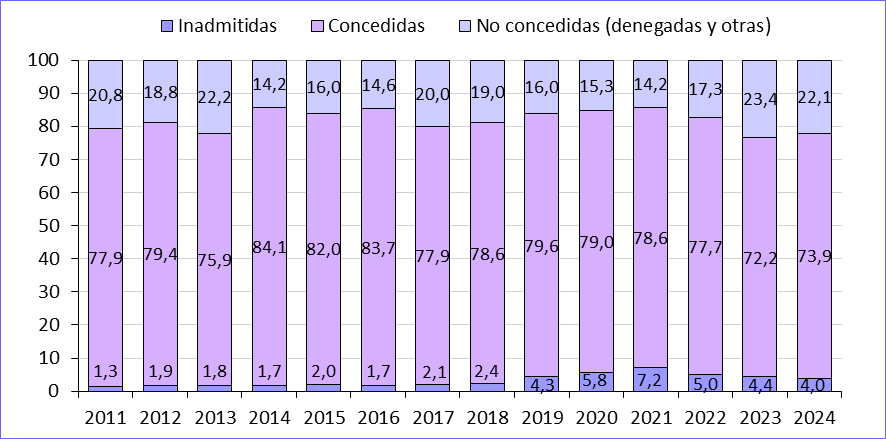 Inadmitidas Concedidas No concedidas (denegadas y otras)
100
90
80
70
60
50
40
30
20
10
0
20,8 18,8 22,2 14,2 16,0 14,6 20,0 19,0 16,0 15,3 14,2 17,3 23,4 22,1
77,9 79,4 75,9 84,1 82,0 83,7 77,9 78,6 79,6 79,0 78,6 77,7 72,2 73,9
1,3 1,9 1,8 1,7 2,0 1,7 2,1 2,4 4,3 5,8 7,2 5,0 4,4 4,0
2011 2012 2013 2014 2015 2016 2017 2018 2019 2020 2021 2022 2023 2024